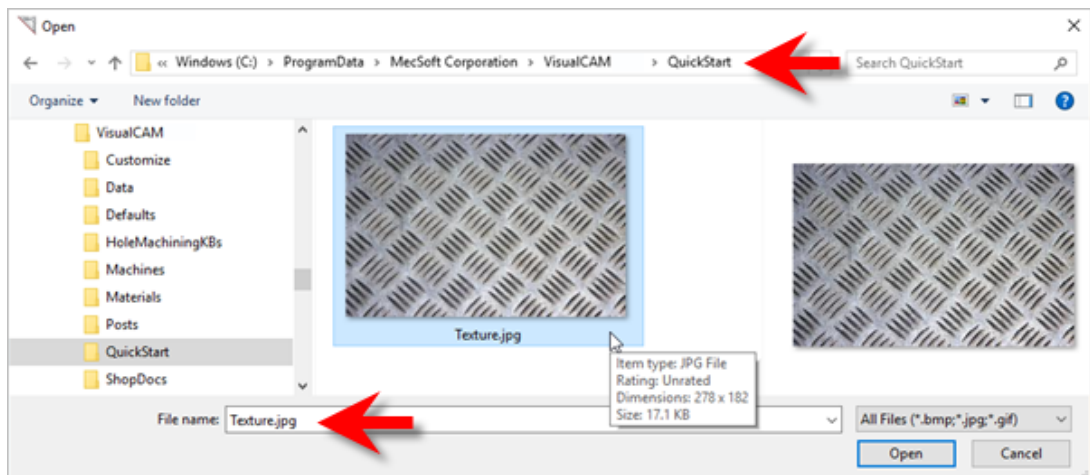 Open
« Windows (C:) > ProgramData > MecSoft Corporation > VisualCAM > QuickStart
Search QuickStart
Organize
New folder
VisualCAM
Customize
Data
Defaults
HoleMachiningKBs
Machines
Materials
Posts
QuickStart
ShopDocs
Texture.jpg
Item type: JPG File
Rating: Unrated
Dimensions: 278 x 182
Size: 17.1 KB
File name: Texture.jpg
All Files (*.bmp;*.jpg;*.gif)
Open
Cancel